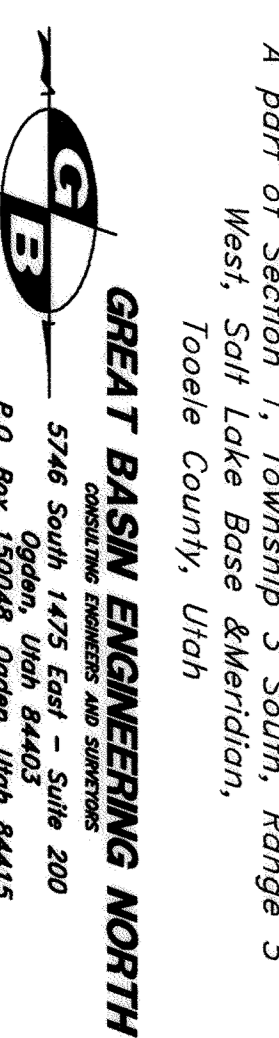 A part of Section 1, Township 3 South, Range 5
West, Salt Lake Base &Meridian,
Tooele County, Utah
GREAT BASIN ENGINEERING NORTH
CONSULTING ENGINEERS AND SURVEYORS
5746 South 1475 East - Suite 200
Ogden, Utah 84403
P.O. Box 150048, Ogden, Utah 84415
G
B